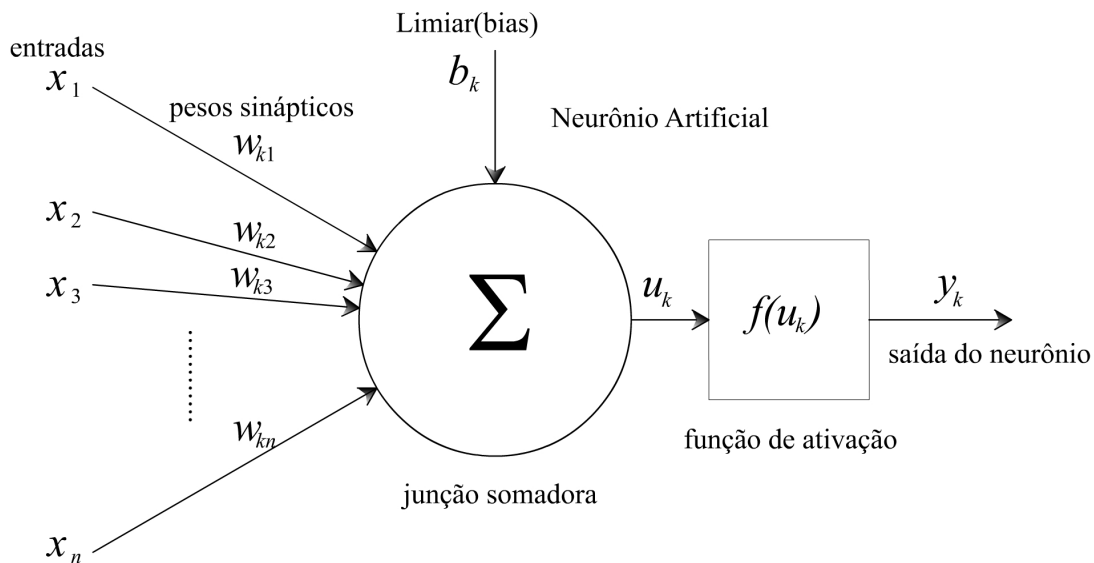 Limiar(bias)
entradas
b_k
x_1
pesos sinápticos
Neurônio Artificial
w_k1
x_2
w_k2
x_3
w_k3
Σ
u_k
f(u_k)
y_k
saída do neurônio
w_kn
função de ativação
junção somadora
x_n